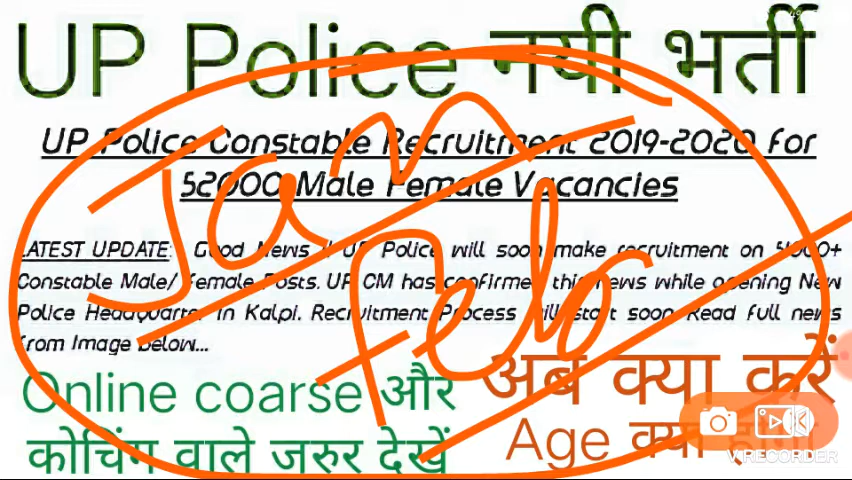 UP Police नयी भर्ती
UP Police Constable Recruitment 2019-2020 for
52000 Male Female Vacancies
LATEST UPDATE: Good News !! UP Police will soon make recruitment on 51000+
Constable Male/ Female Posts. UP CM has confirmed this news while opening New
Police Headquarter in Kalpi. Recruitment Process will start soon. Read full news
from Image below...
Jan
Feb
Online coarse और
कोचिंग वाले जरुर देखें
अब क्या करें
Age क्या होगा
V RECORDER